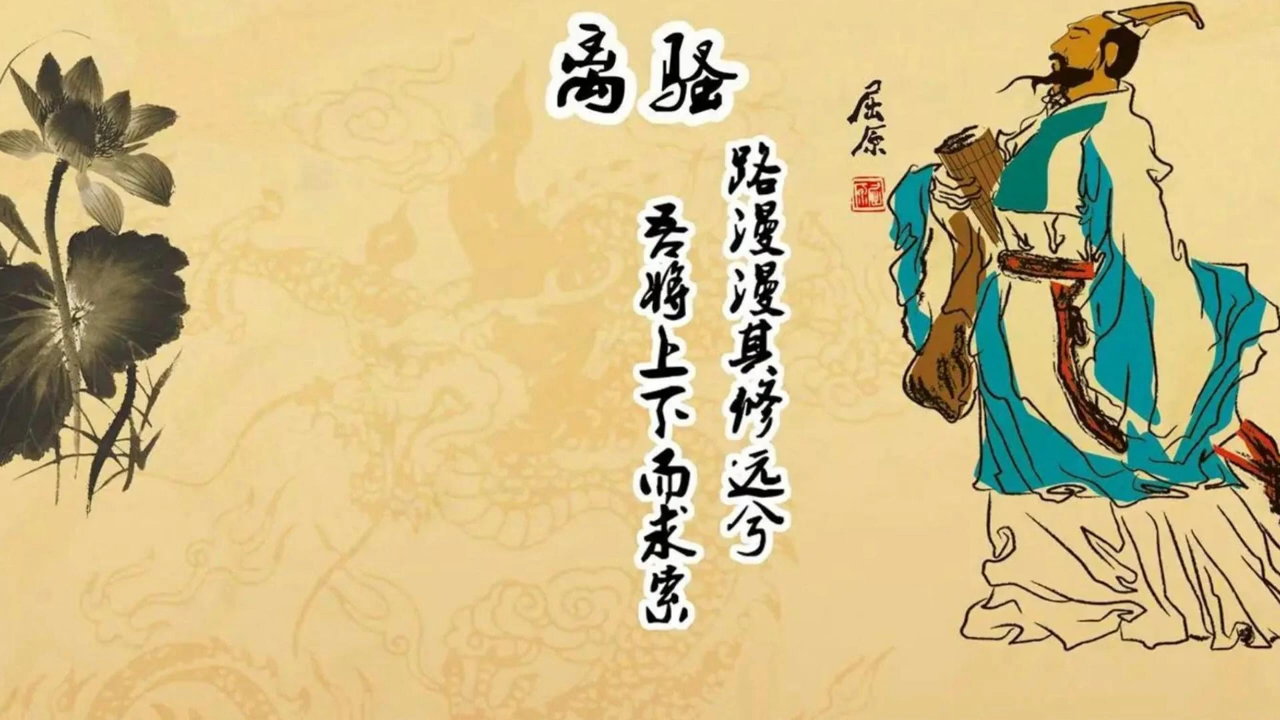 离骚
路漫漫其修远兮
吾将上下而求索
屈原